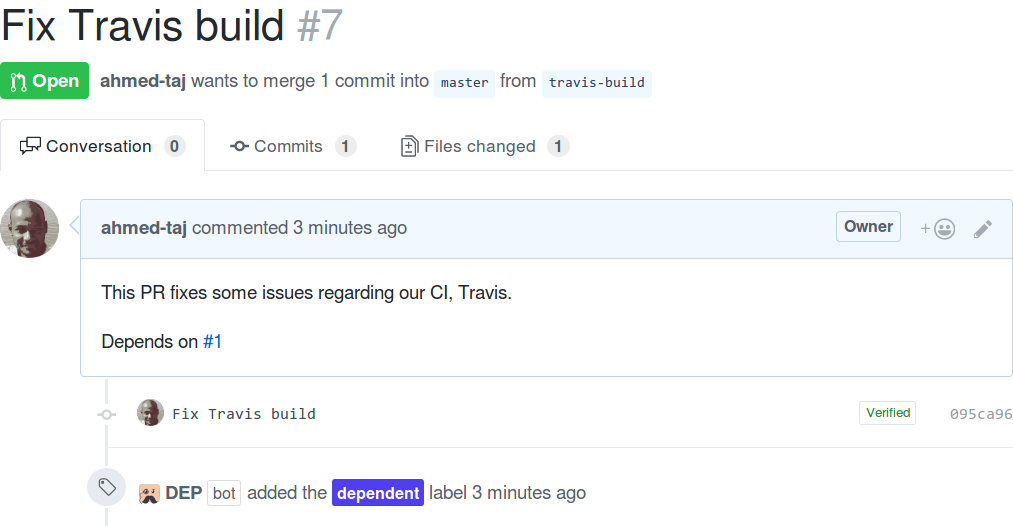 Fix Travis build #7
Open ahmed-taj wants to merge 1 commit into master from travis-build
Conversation 0 Commits 1 Files changed 1
ahmed-taj commented 3 minutes ago Owner +
This PR fixes some issues regarding our CI, Travis.
Depends on #1
Fix Travis build Verified 095ca96
DEP bot added the dependent label 3 minutes ago